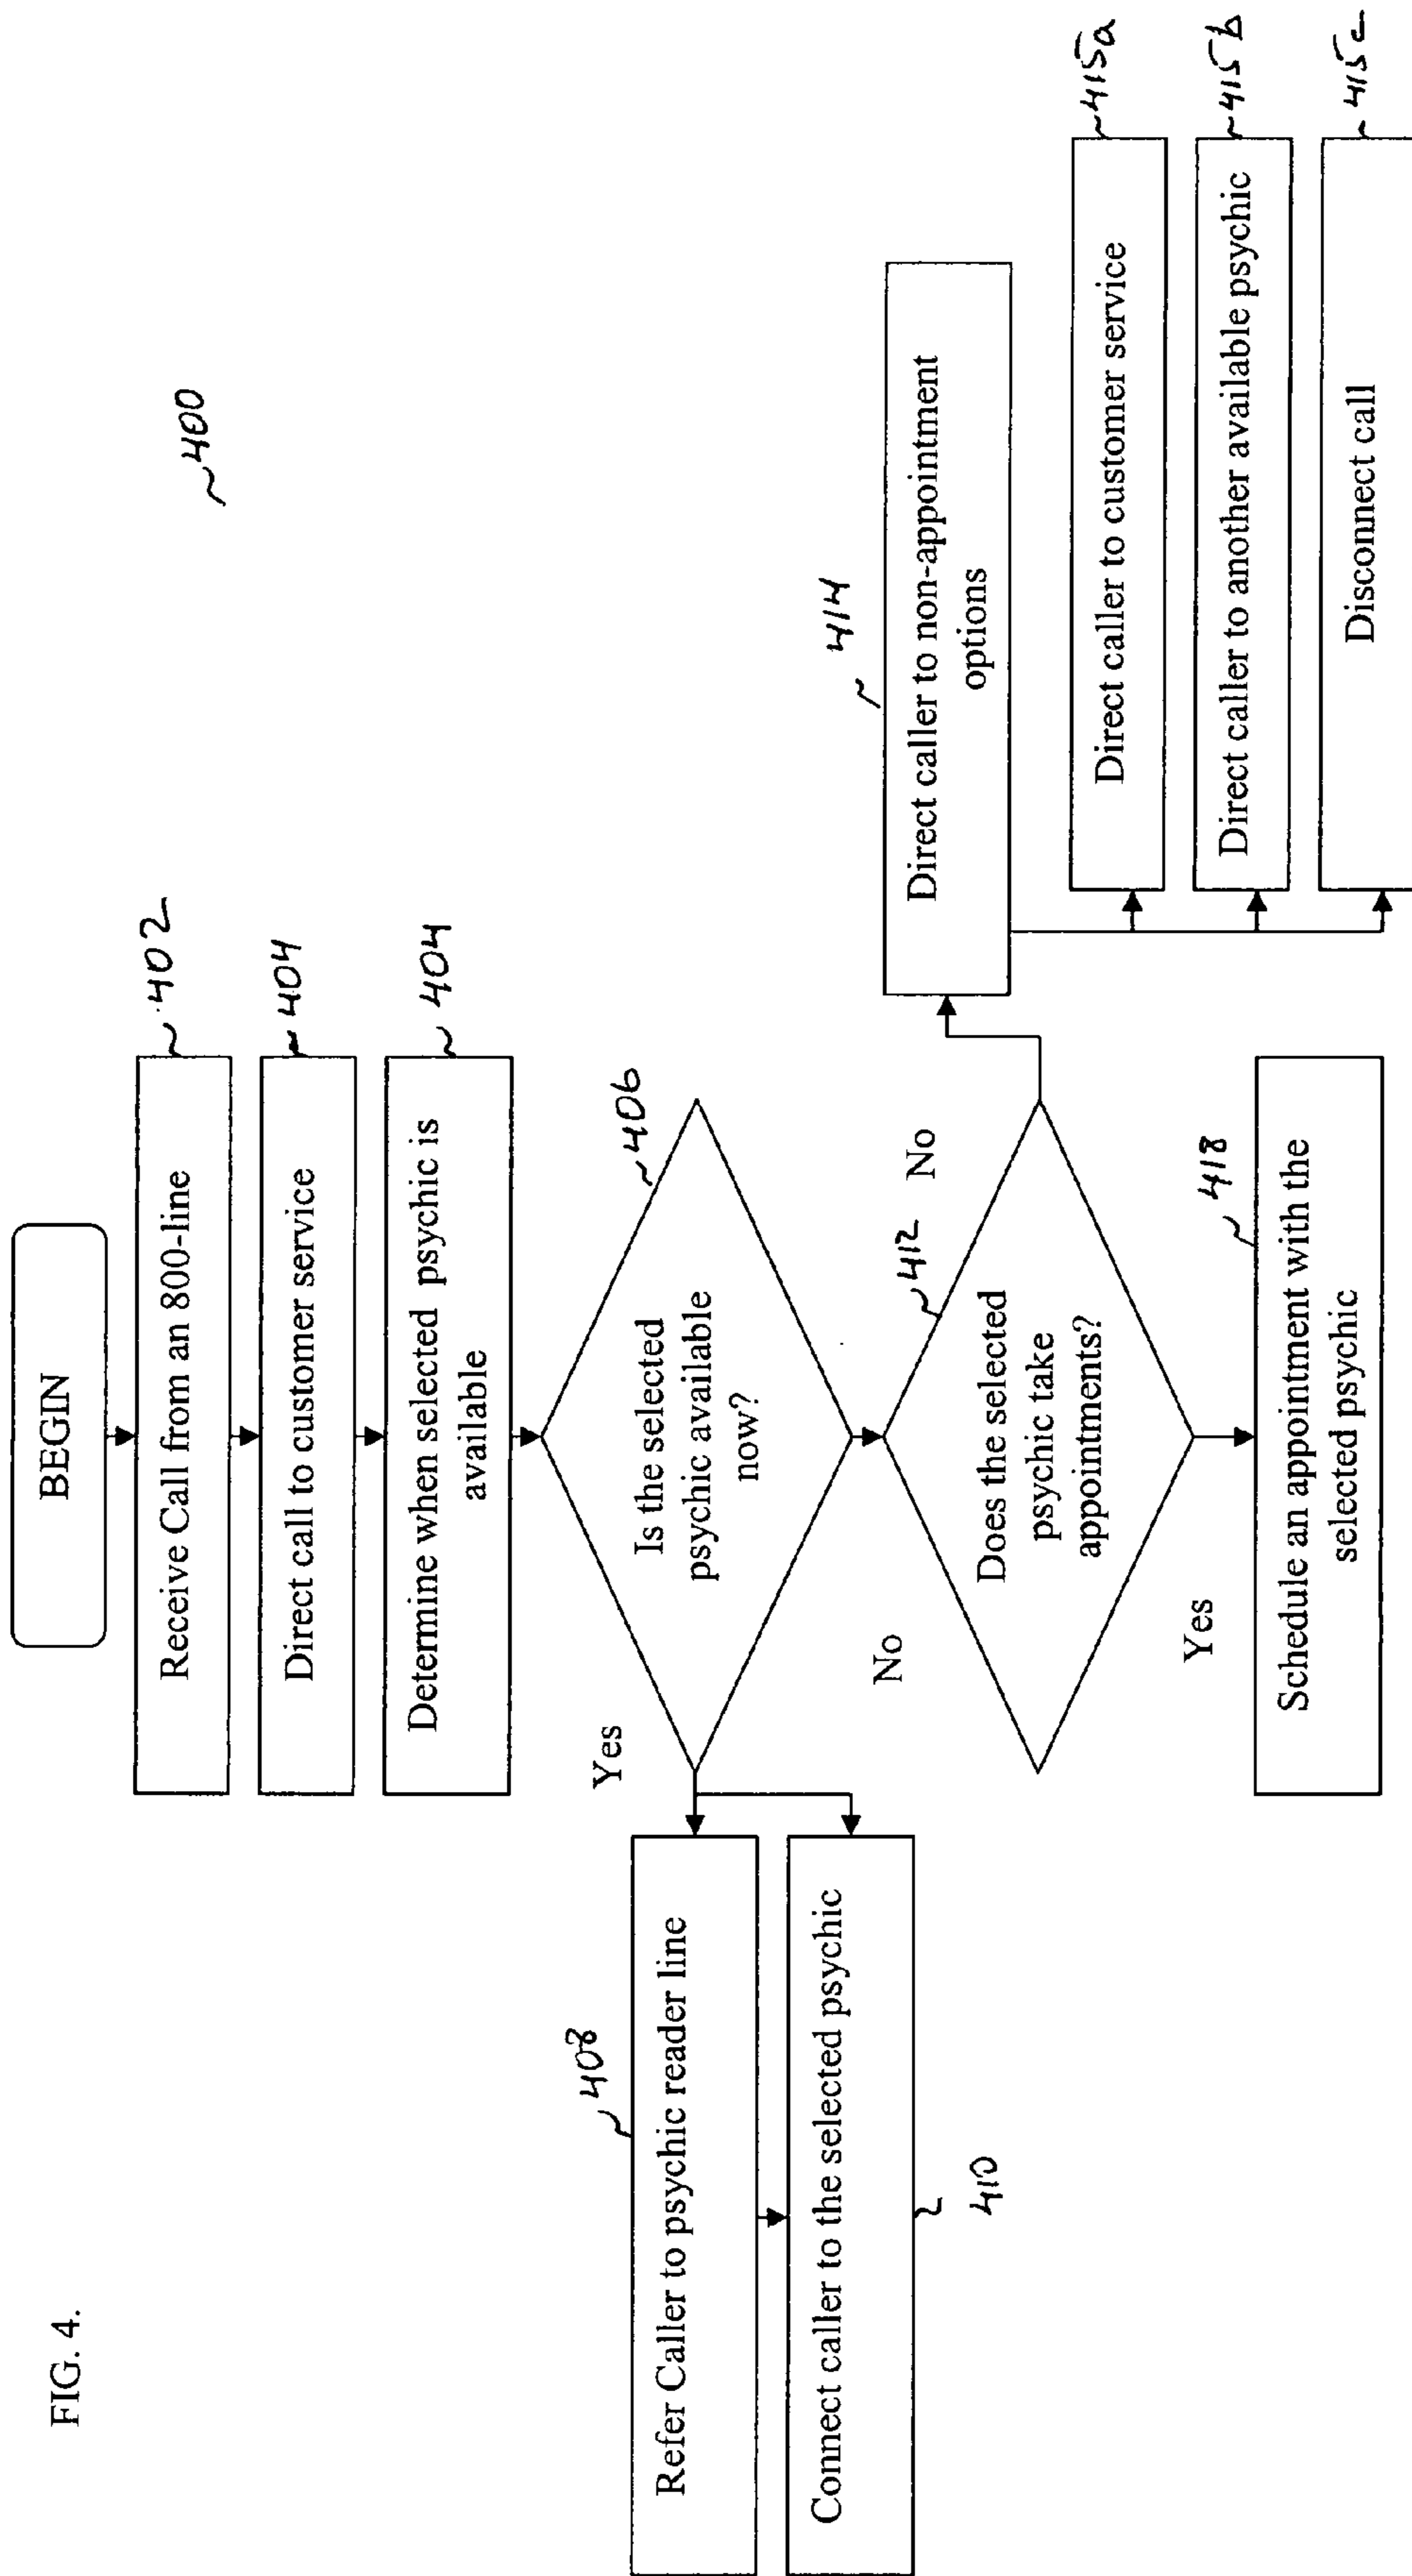 FIG. 4.
400
BEGIN
402
Receive Call from an 800-line
404
Direct call to customer service
404
Determine when selected psychic is
available
406
Is the selected
psychic available
now?
Yes
No
408
Refer Caller to psychic reader line
Connect caller to the selected psychic
410
412
Does the selected
psychic take
appointments?
No
Yes
414
Direct caller to non-appointment
options
415a
Direct caller to customer service
415b
Direct caller to another available psychic
415c
Disconnect call
418
Schedule an appointment with the
selected psychic